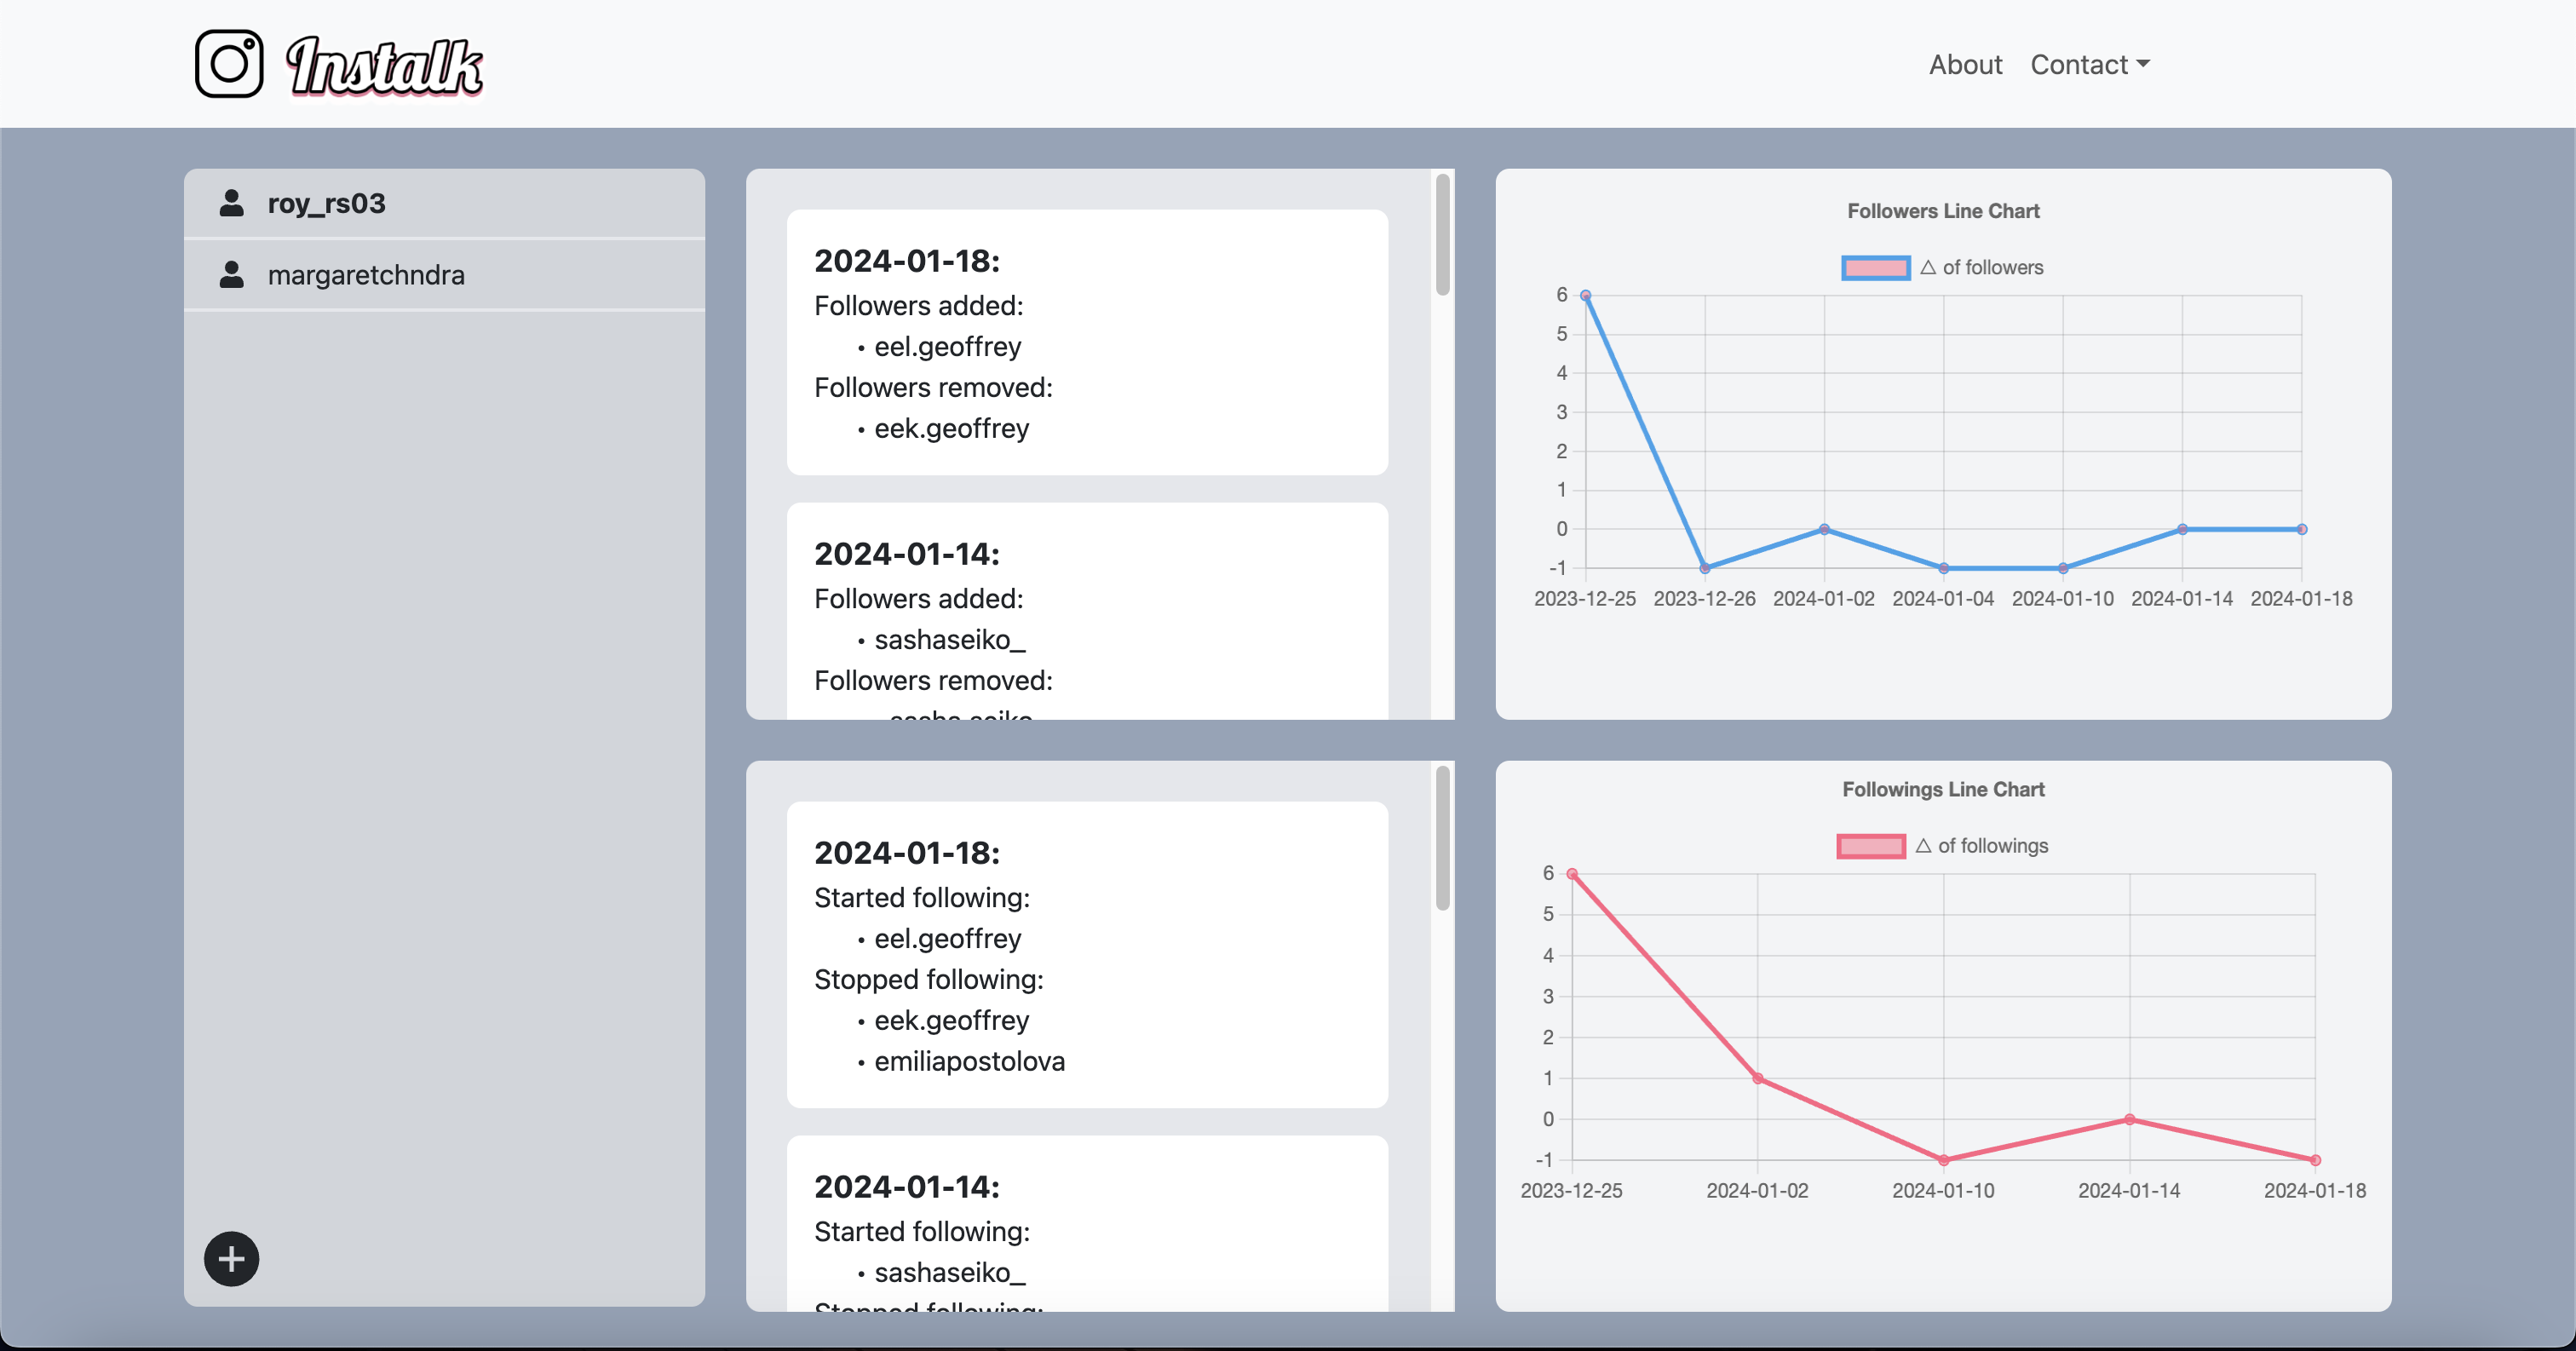 Instalk
About Contact
roy_rs03
margaretchndra
2024-01-18:
Followers added:
• eel.geoffrey
Followers removed:
• eek.geoffrey
2024-01-14:
Followers added:
• sashaseiko_
Followers removed:
2024-01-18:
Started following:
• eel.geoffrey
Stopped following:
• eek.geoffrey
• emiliapostolova
2024-01-14:
Started following:
• sashaseiko_
Stopped following:
Followers Line Chart
△ of followers
6
5
4
3
2
1
0
-1
2023-12-25 2023-12-26 2024-01-02 2024-01-04 2024-01-10 2024-01-14 2024-01-18
Followings Line Chart
△ of followings
6
5
4
3
2
1
0
-1
2023-12-25 2024-01-02 2024-01-10 2024-01-14 2024-01-18